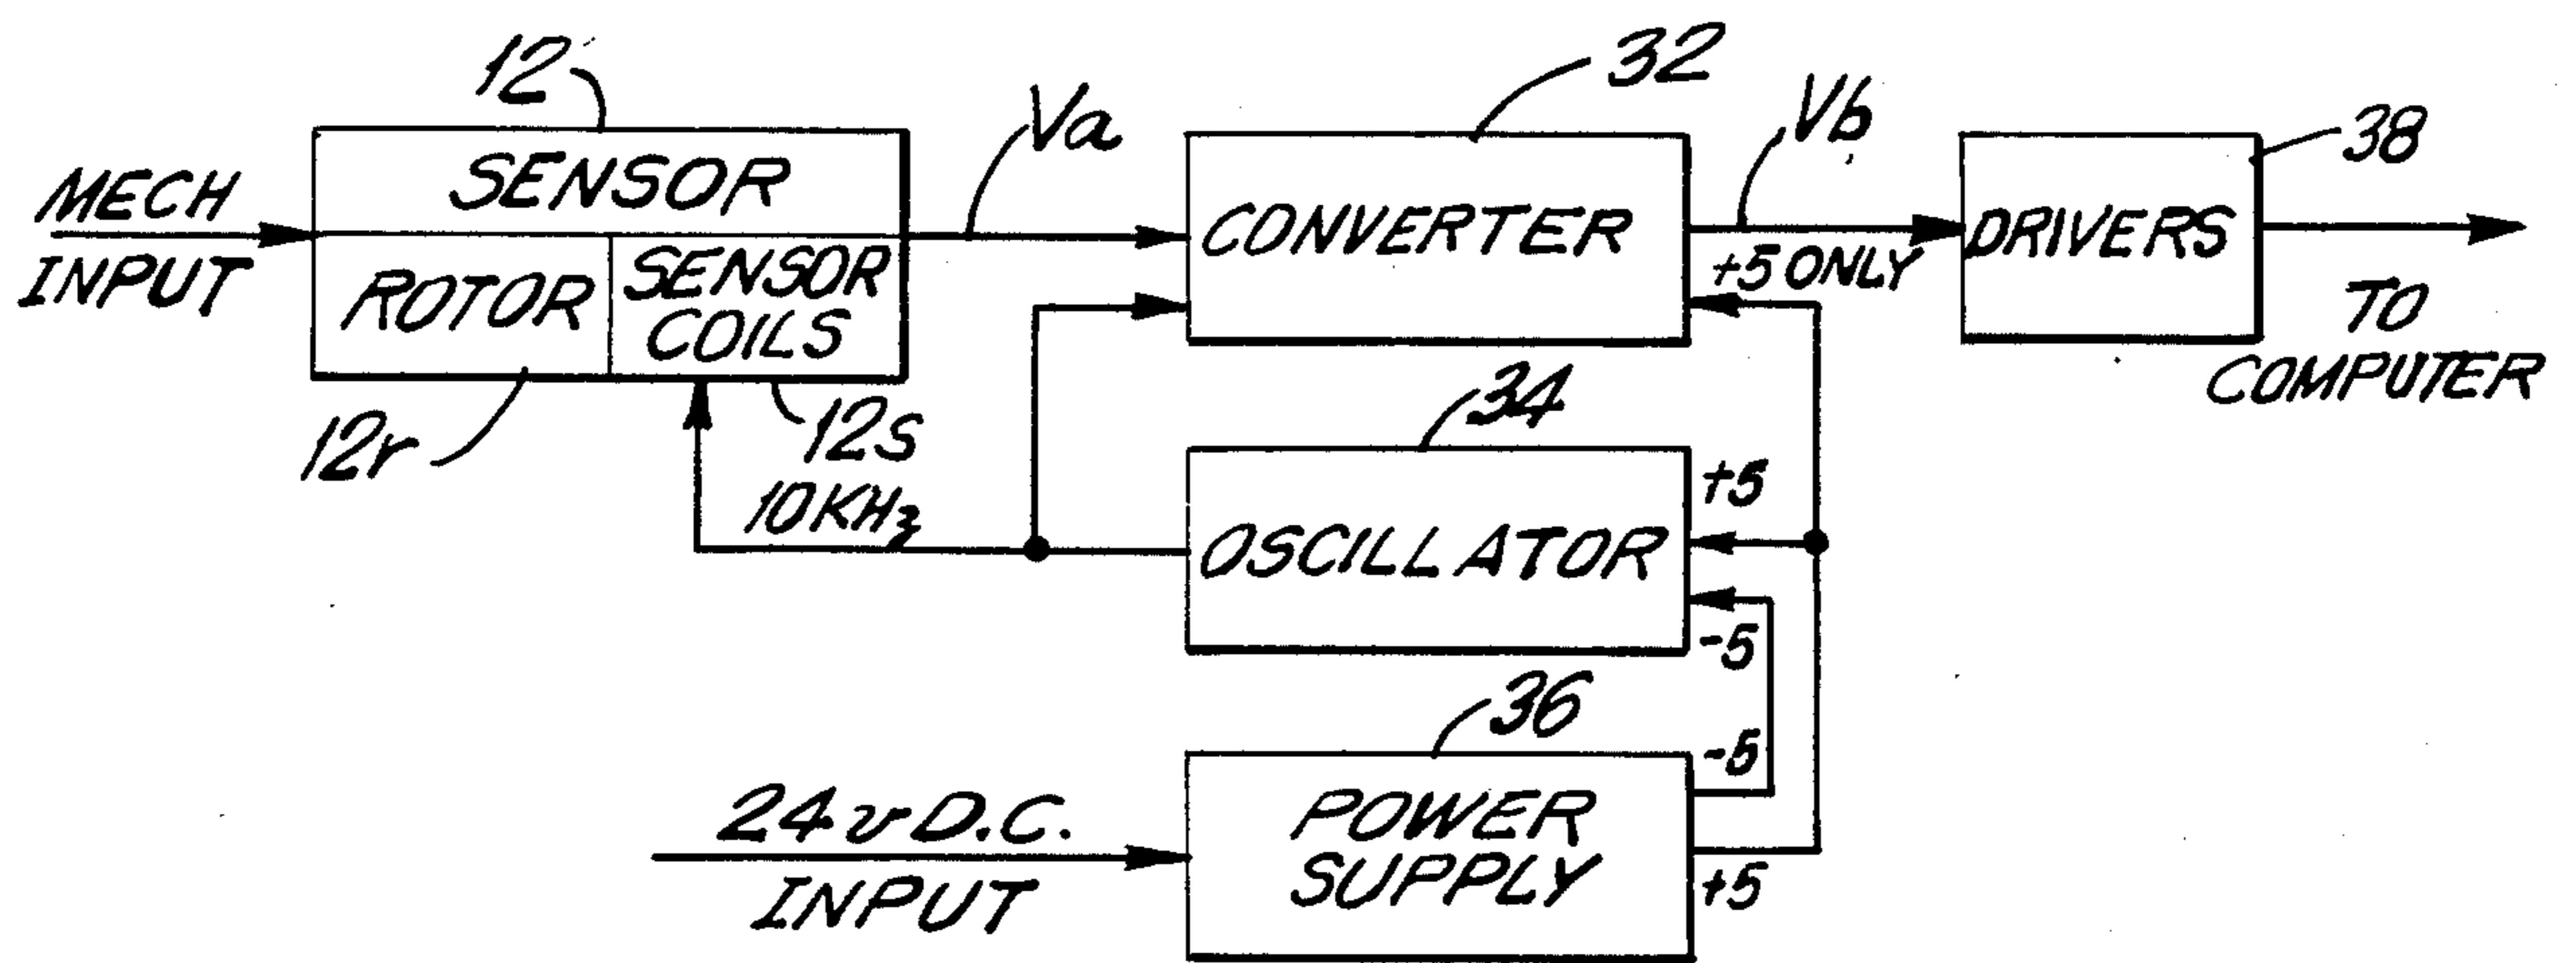 12
Va
32
Vb
38
MECH
INPUT
SENSOR
ROTOR
SENSOR
COILS
CONVERTER
+5 ONLY
DRIVERS
TO
COMPUTER
12r
12s
10KHz
34
OSCILLATOR
+5
-5
36
-5
24v D.C.
INPUT
POWER
SUPPLY
+5